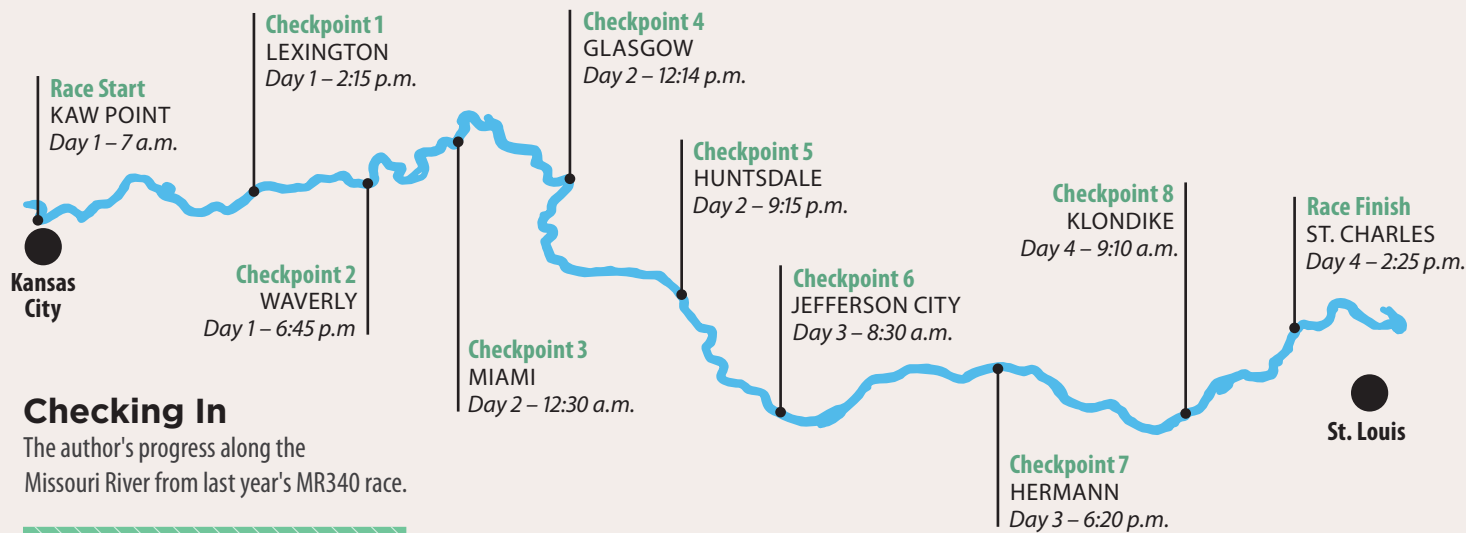 Race Start
KAW POINT
Day 1 – 7 a.m.
Kansas
City
Checkpoint 1
LEXINGTON
Day 1 – 2:15 p.m.
Checkpoint 2
WAVERLY
Day 1 – 6:45 p.m
Checkpoint 3
MIAMI
Day 2 – 12:30 a.m.
Checkpoint 4
GLASGOW
Day 2 – 12:14 p.m.
Checkpoint 5
HUNTSDALE
Day 2 – 9:15 p.m.
Checkpoint 6
JEFFERSON CITY
Day 3 – 8:30 a.m.
Checkpoint 7
HERMANN
Day 3 – 6:20 p.m.
Checkpoint 8
KLONDIKE
Day 4 – 9:10 a.m.
Race Finish
ST. CHARLES
Day 4 – 2:25 p.m.
St. Louis
Checking In
The author's progress along the
Missouri River from last year's MR340 race.